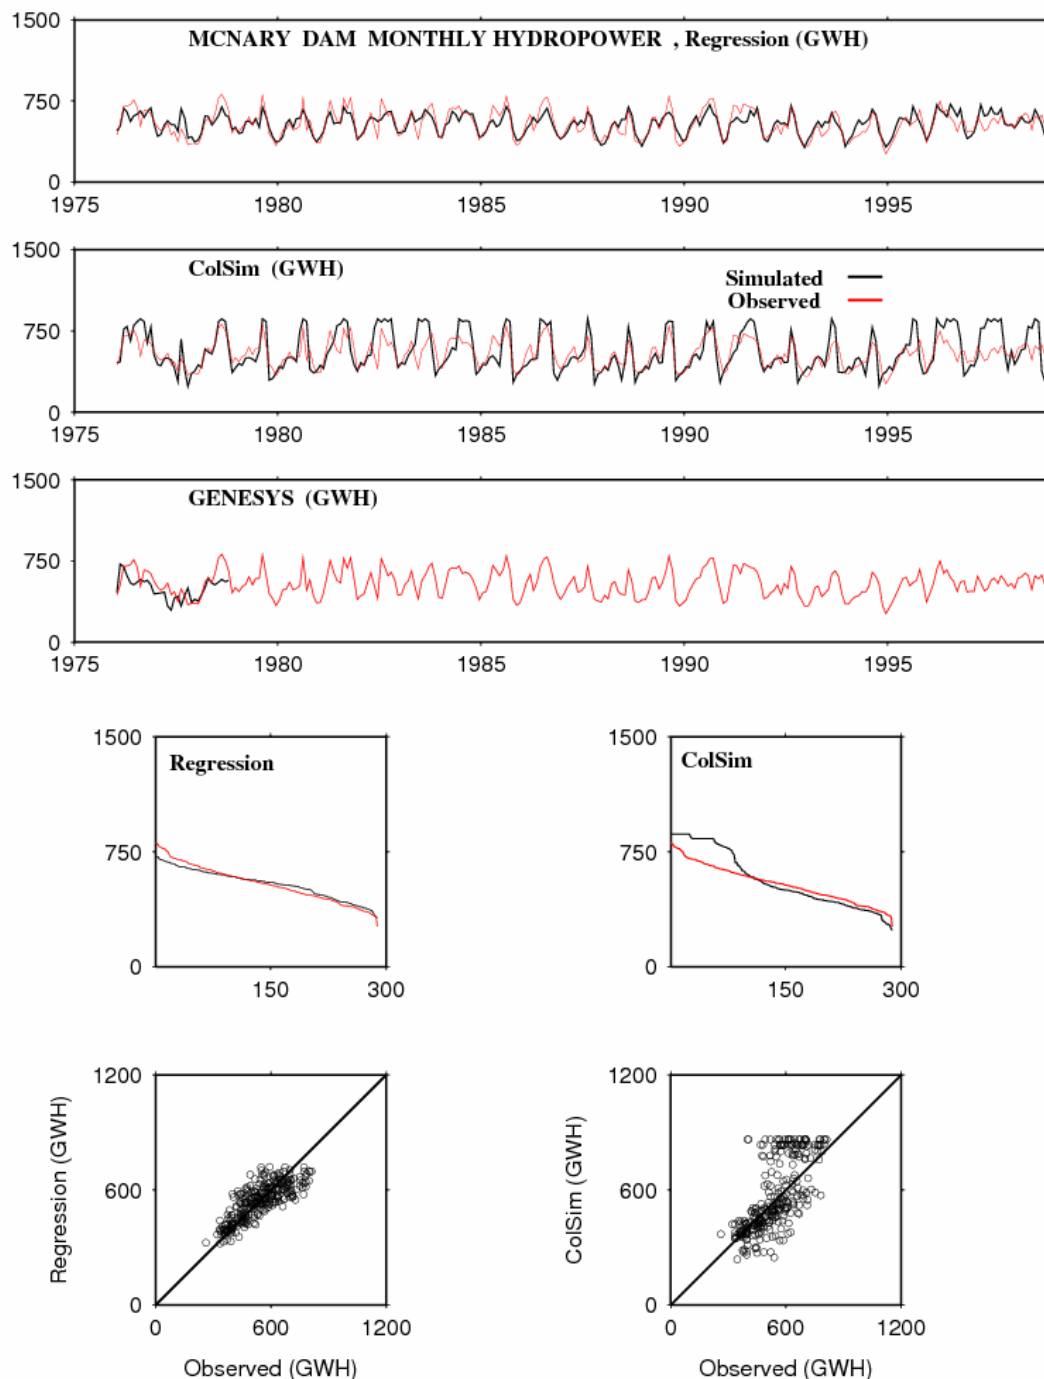 1500
MCNARY DAM MONTHLY HYDROPOWER , Regression (GWH)
750
0
1975 1980 1985 1990 1995
1500
ColSim (GWH)
Simulated
Observed
750
0
1975 1980 1985 1990 1995
1500
GENESYS (GWH)
750
0
1975 1980 1985 1990 1995
1500
Regression
750
0
150 300
1500
ColSim
750
0
150 300
1200
Regression (GWH)
600
0
0 600 1200
Observed (GWH)
1200
ColSim (GWH)
600
0
0 600 1200
Observed (GWH)